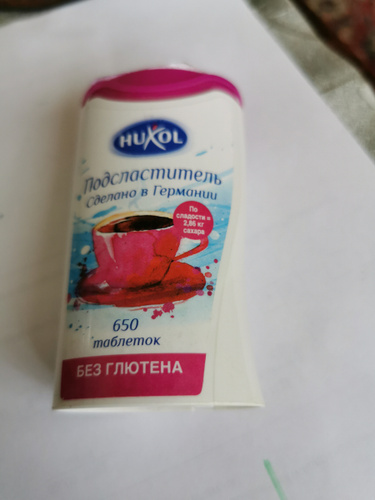 HUXOL
Подсластитель
Сделано в Германии
По
сладости =
2,86 кг
сахара
650
таблеток
БЕЗ ГЛЮТЕНА